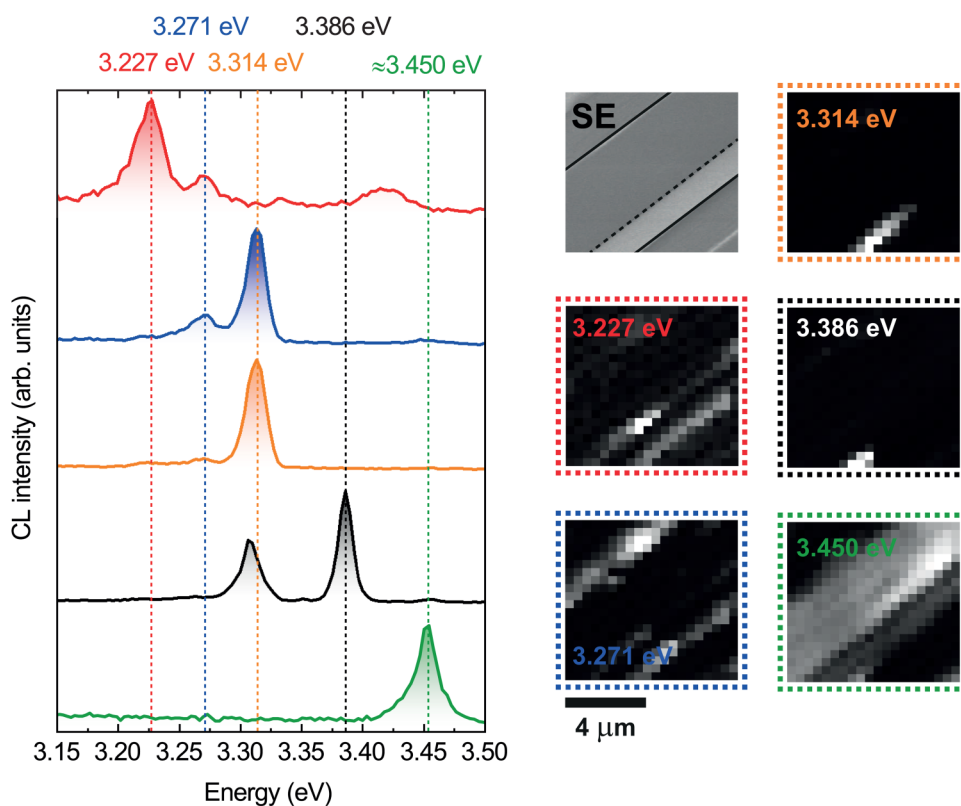 3.271 eV 3.386 eV
3.227 eV 3.314 eV ≈3.450 eV
CL intensity (arb. units)
3.15 3.20 3.25 3.30 3.35 3.40 3.45 3.50
Energy (eV)
SE
3.314 eV
3.227 eV
3.386 eV
3.271 eV
3.450 eV
4 μm